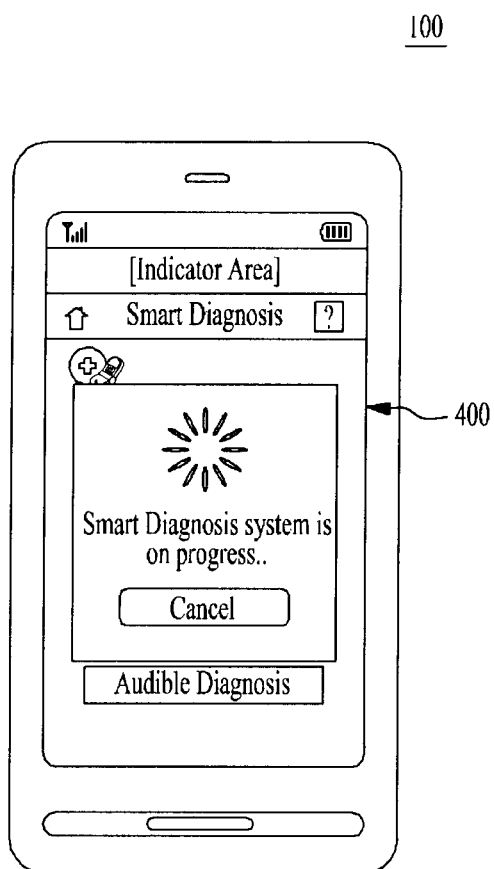 100
[Indicator Area]
Smart Diagnosis ?
400
Smart Diagnosis system is
on progress..
Cancel
Audible Diagnosis